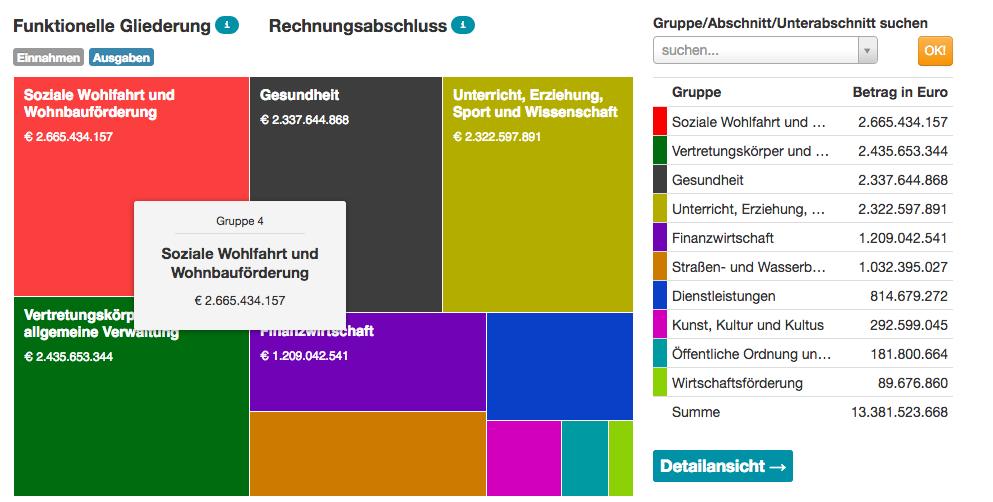 Funktionelle Gliederung i
Rechnungsabschluss i
Einnahmen Ausgaben
Soziale Wohlfahrt und
Wohnbauförderung
€ 2.665.434.157
Gesundheit
€ 2.337.644.868
Unterricht, Erziehung,
Sport und Wissenschaft
€ 2.322.597.891
Gruppe 4
Soziale Wohlfahrt und
Wohnbauförderung
€ 2.665.434.157
Vertretungskörp
allgemeine Verwaltung
€ 2.435.653.344
Finanzwirtschaft
€ 1.209.042.541
Gruppe/Abschnitt/Unterabschnitt suchen
suchen...
OK!
Gruppe Betrag in Euro
Soziale Wohlfahrt und ... 2.665.434.157
Vertretungskörper und ... 2.435.653.344
Gesundheit 2.337.644.868
Unterricht, Erziehung, ... 2.322.597.891
Finanzwirtschaft 1.209.042.541
Straßen- und Wasserb... 1.032.395.027
Dienstleistungen 814.679.272
Kunst, Kultur und Kultus 292.599.045
Öffentliche Ordnung un... 181.800.664
Wirtschaftsförderung 89.676.860
Summe 13.381.523.668
Detailansicht →